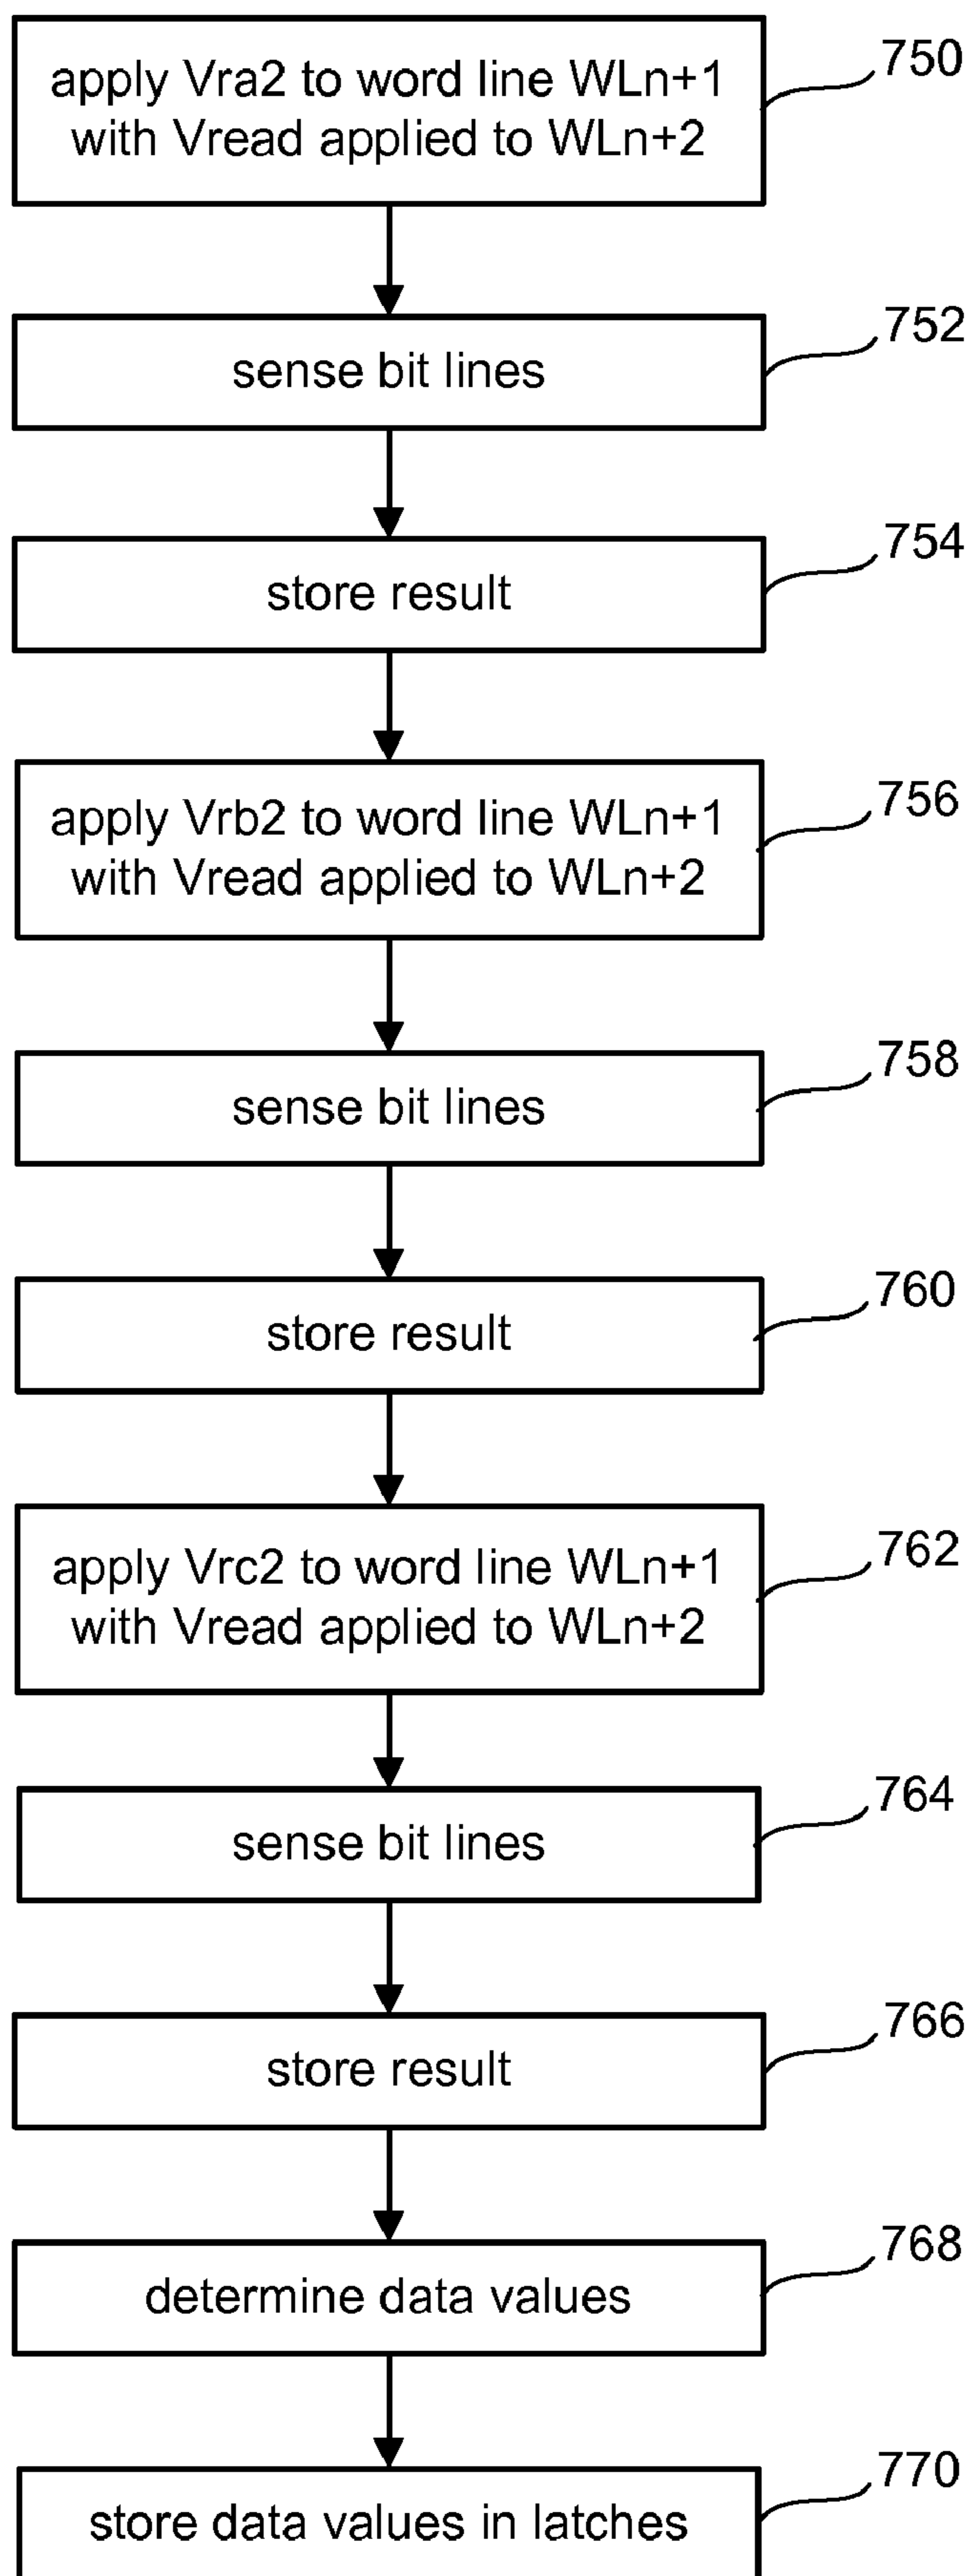 apply Vra2 to word line WLn+1
with Vread applied to WLn+2
750
sense bit lines
752
store result
754
apply Vrb2 to word line WLn+1
with Vread applied to WLn+2
756
sense bit lines
758
store result
760
apply Vrc2 to word line WLn+1
with Vread applied to WLn+2
762
sense bit lines
764
store result
766
determine data values
768
store data values in latches
770